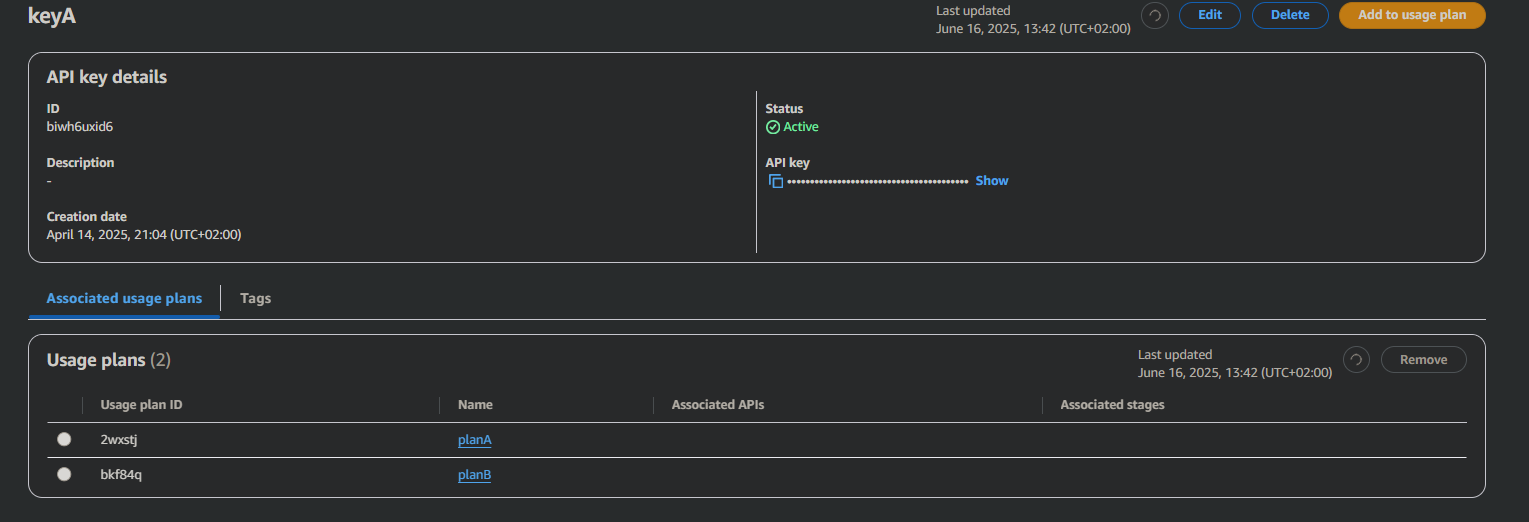 keyA
Last updated
June 16, 2025, 13:42 (UTC+02:00)
Edit
Delete
Add to usage plan
API key details
ID
biwh6uxid6
Description
-
Creation date
April 14, 2025, 21:04 (UTC+02:00)
Status
Active
API key
•••••••••••••••••••••••••••••••••••••••• Show
Associated usage plans
Tags
Usage plans (2)
Last updated
June 16, 2025, 13:42 (UTC+02:00)
Remove
Usage plan ID Name Associated APIs Associated stages
2wxstj planA
bkf84q planB